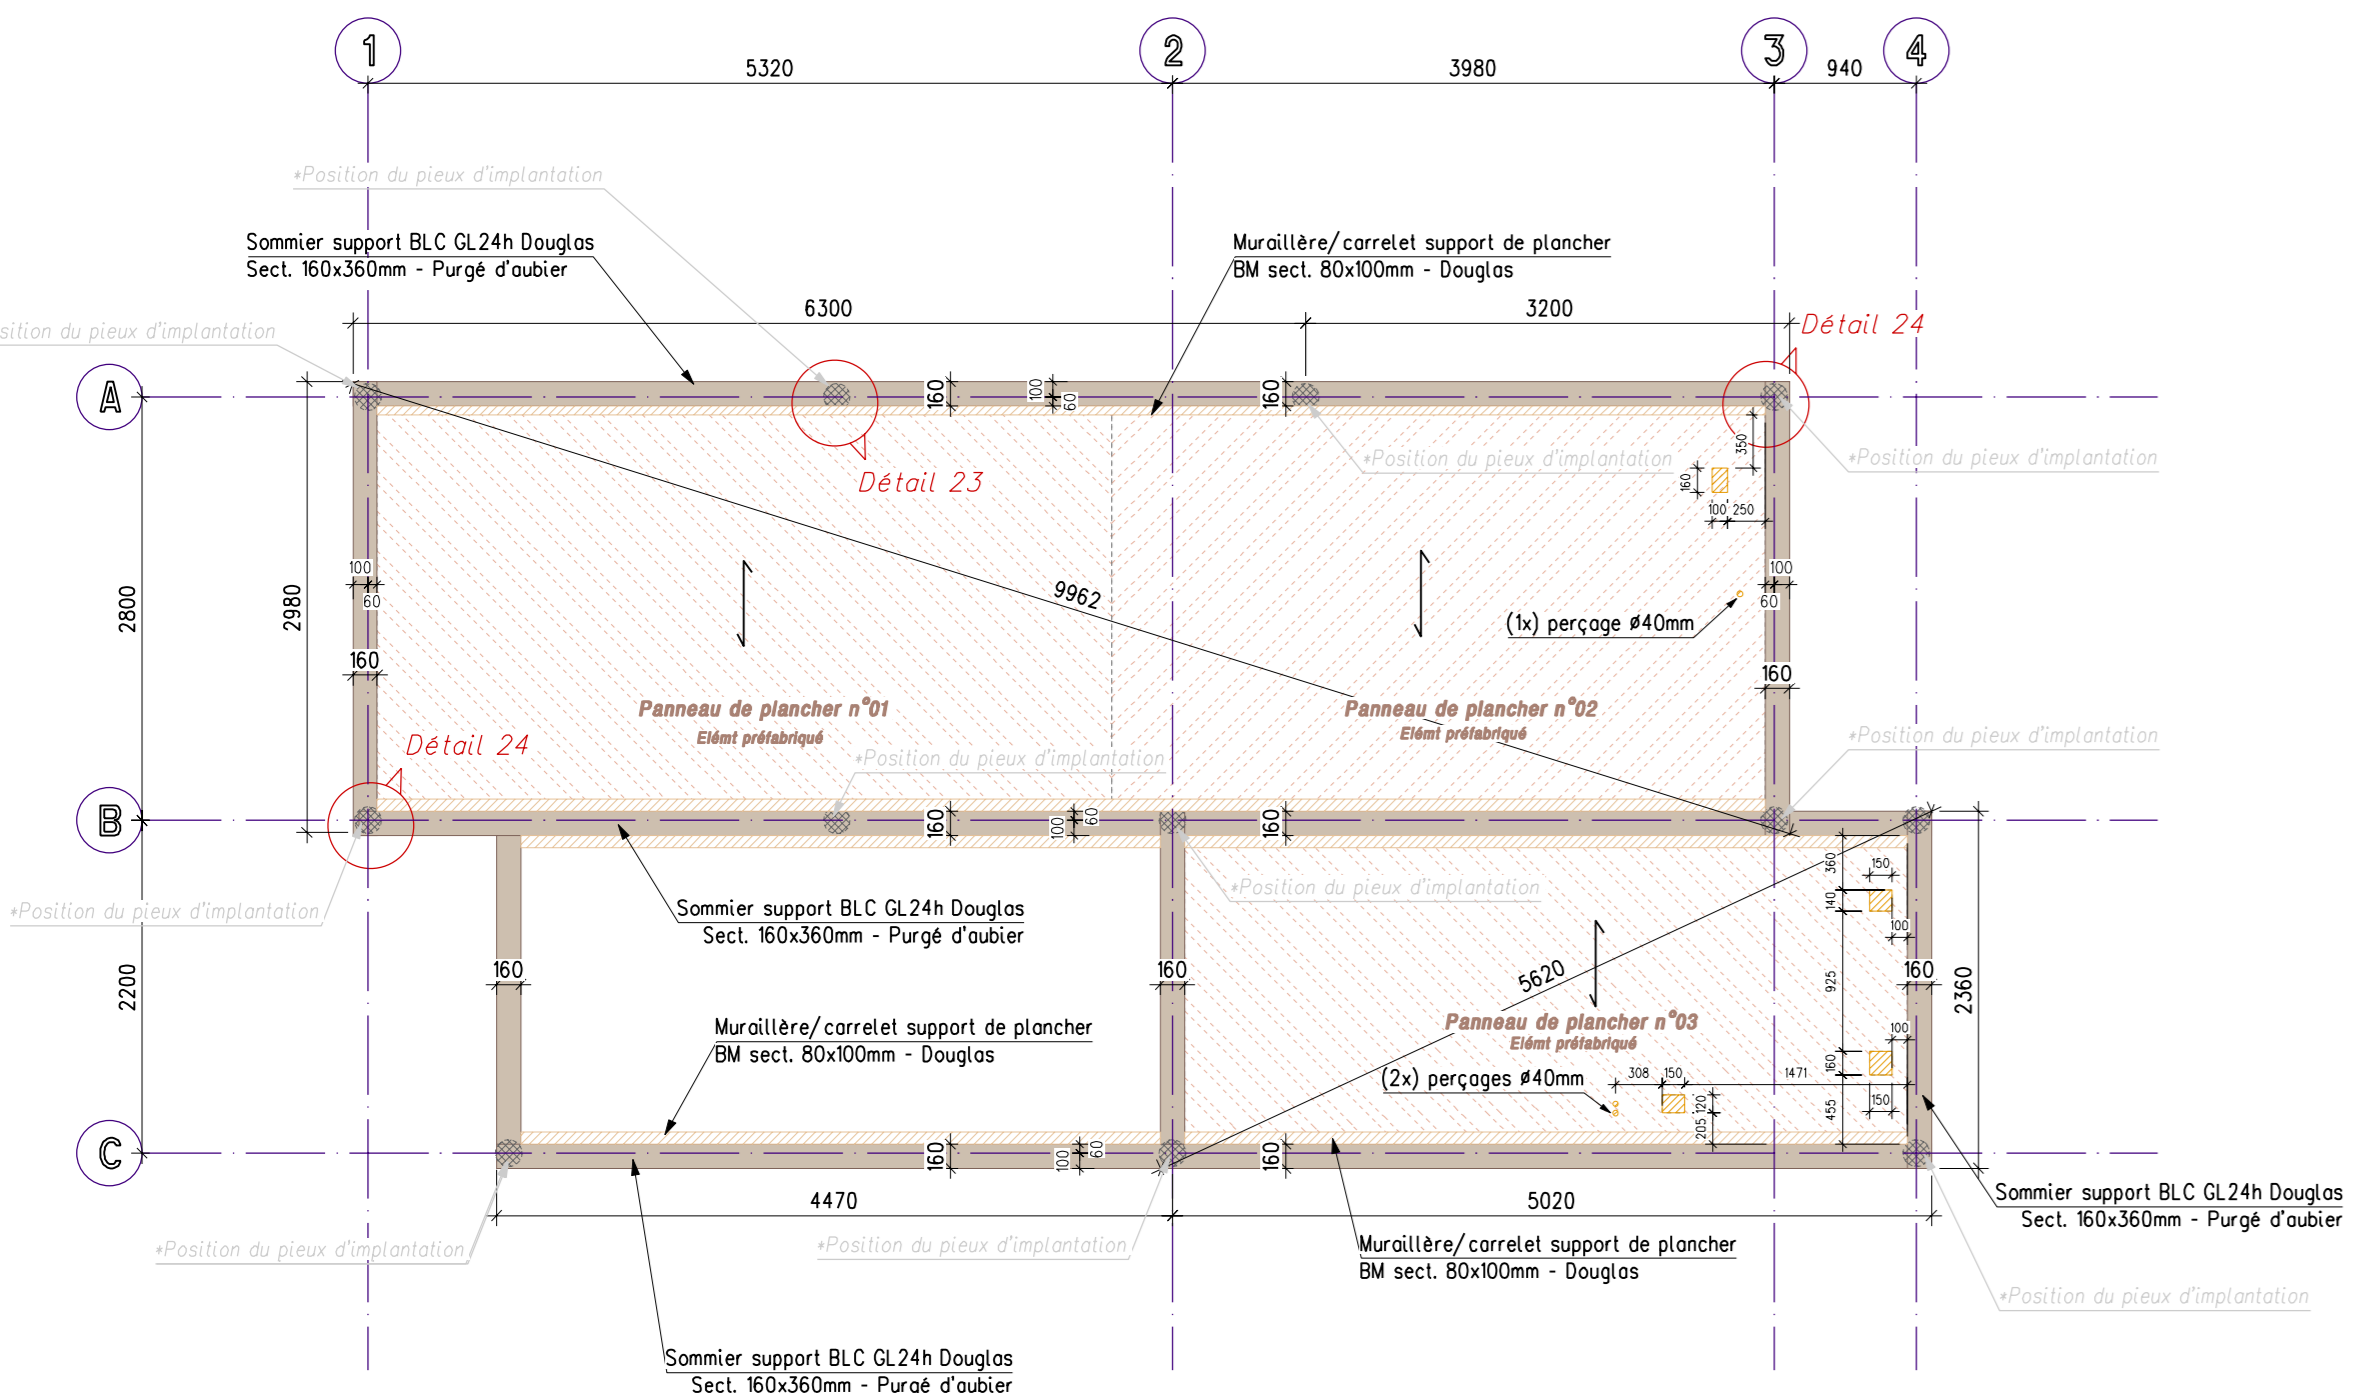 1
2
3
4
5320
3980
940
*Position du pieux d'implantation
Sommier support BLC GL24h Douglas
Sect. 160x360mm - Purgé d'aubier
Muraillère/carrelet support de plancher
BM sect. 80x100mm - Douglas
6300
3200
Détail 24
du pieux d'implantation
A
160
100
60
160
*Position du pieux d'implantation
*Position du pieux d'implantation
Détail 23
350
160
100
250
2800
2980
100
60
9962
100
60
(1x) perçage ø40mm
160
160
Panneau de plancher n°01
Elémt préfabriqué
Panneau de plancher n°02
Elémt préfabriqué
Détail 24
*Position du pieux d'implantation
*Position du pieux d'implantation
B
160
100
60
160
360
150
140
100
*Position du pieux d'implantation
*Position du pieux d'implantation
Sommier support BLC GL24h Douglas
Sect. 160x360mm - Purgé d'aubier
2200
160
160
5620
925
160
2360
Panneau de plancher n°03
Elémt préfabriqué
Muraillère/carrelet support de plancher
BM sect. 80x100mm - Douglas
100
160
(2x) perçages ø40mm
308
150
1471
120
205
455
150
C
160
100
60
160
4470
5020
Sommier support BLC GL24h Douglas
Sect. 160x360mm - Purgé d'aubier
*Position du pieux d'implantation
*Position du pieux d'implantation
Muraillère/carrelet support de plancher
BM sect. 80x100mm - Douglas
*Position du pieux d'implantation
Sommier support BLC GL24h Douglas
Sect. 160x360mm - Purgé d'aubier